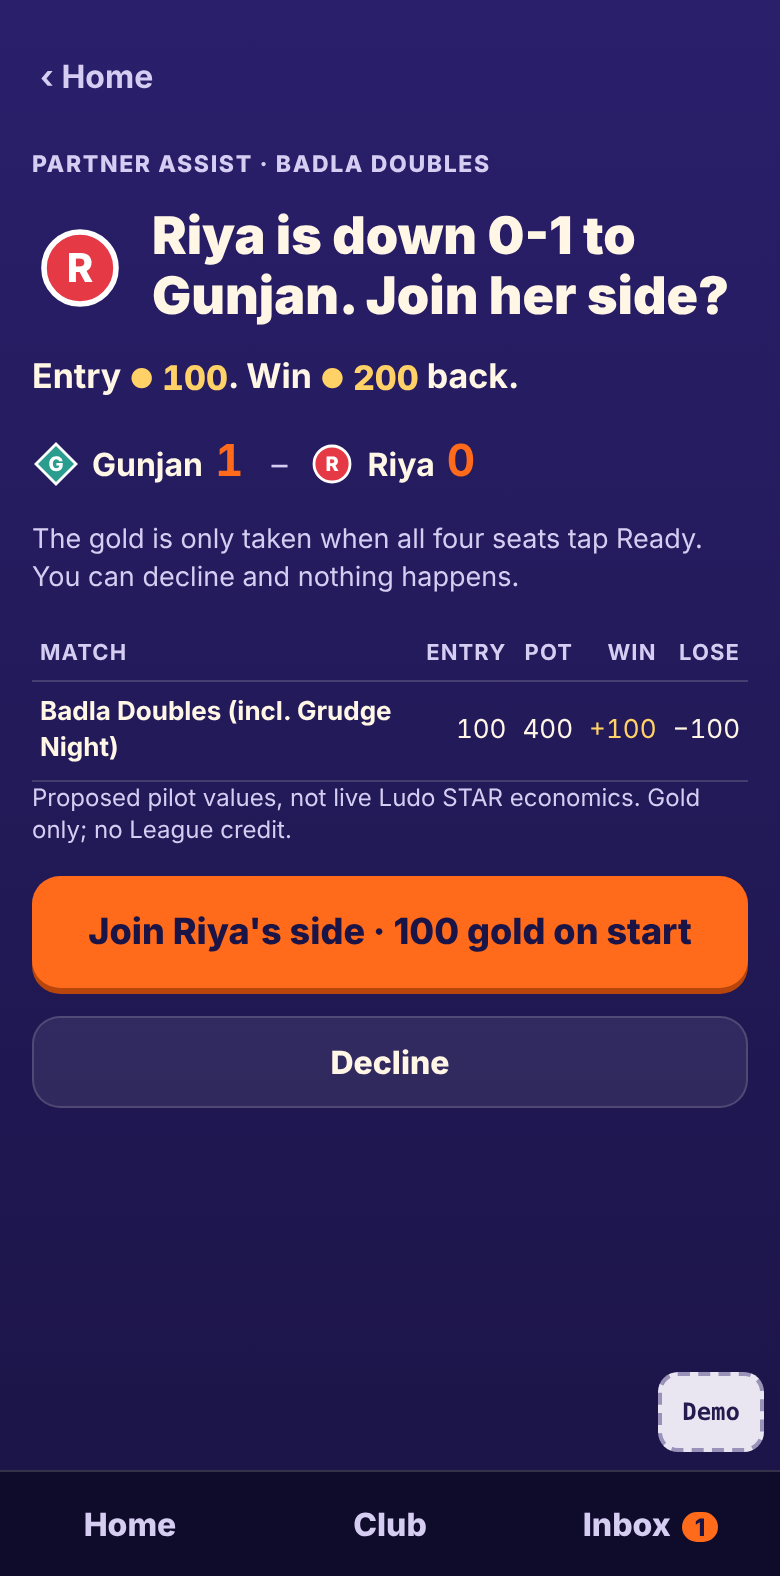 ‹ Home
PARTNER ASSIST · BADLA DOUBLES
R
Riya is down 0-1 to
Gunjan. Join her side?
Entry 100. Win 200 back.
G Gunjan 1 – R Riya 0
The gold is only taken when all four seats tap Ready.
You can decline and nothing happens.
MATCH ENTRY POT WIN LOSE
Badla Doubles (incl. Grudge
Night)
100 400 +100 −100
Proposed pilot values, not live Ludo STAR economics. Gold
only; no League credit.
Join Riya's side · 100 gold on start
Decline
Demo
Home Club Inbox 1